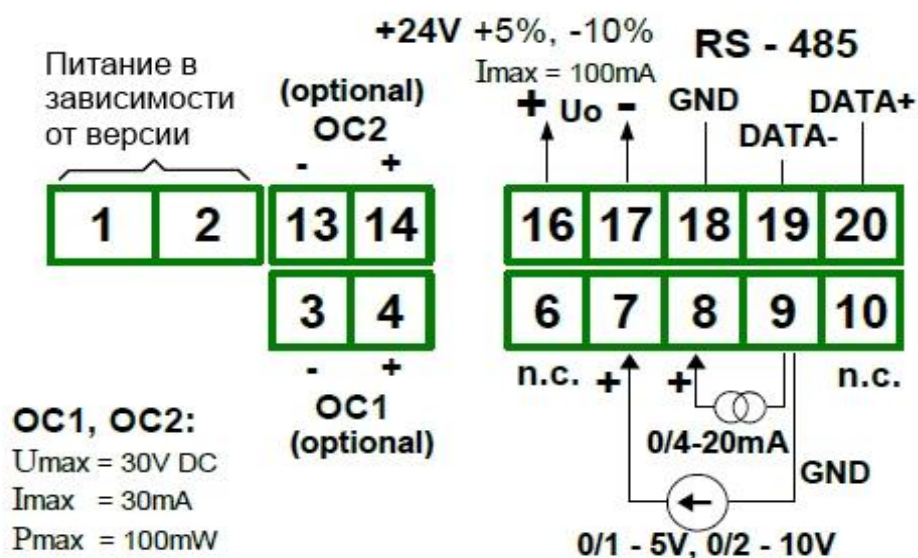 +24V +5%, -10%
Imax = 100mA
RS - 485
Питание в
зависимости
от версии
(optional)
OC2
- +
+ Uo -
GND
DATA-
DATA+
1 2 13 14 16 17 18 19 20
3 4 6 7 8 9 10
- +
OC1
(optional)
n.c. + + n.c.
0/4-20mA
GND
0/1 - 5V, 0/2 - 10V
OC1, OC2:
Umax = 30V DC
Imax = 30mA
Pmax = 100mW